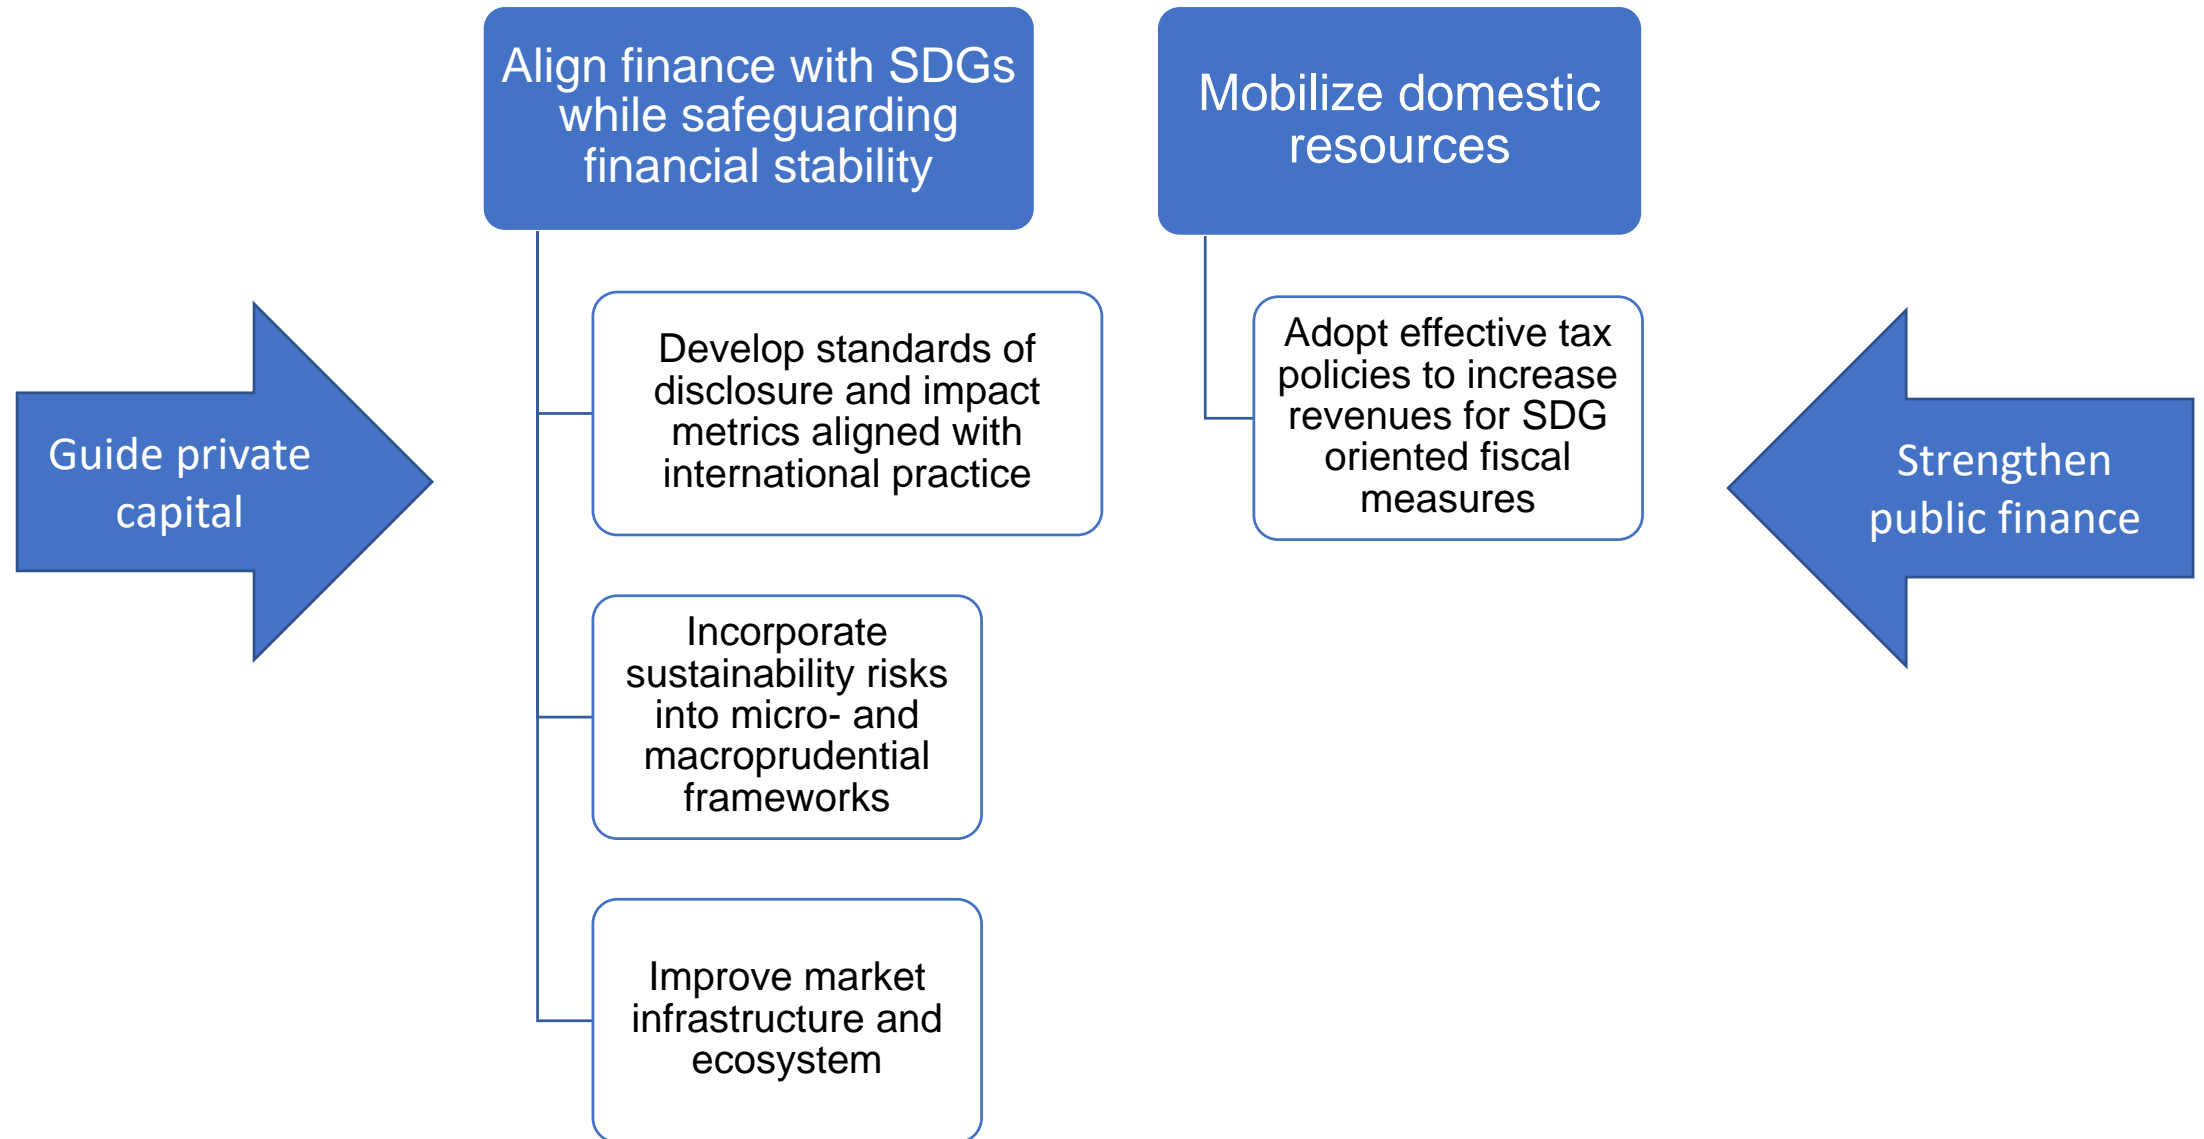 Align finance with SDGs
while safeguarding
financial stability
Mobilize domestic
resources
Guide private
capital
Develop standards of
disclosure and impact
metrics aligned with
international practice
Incorporate
sustainability risks
into micro- and
macroprudential
frameworks
Improve market
infrastructure and
ecosystem
Adopt effective tax
policies to increase
revenues for SDG
oriented fiscal
measures
Strengthen
public finance